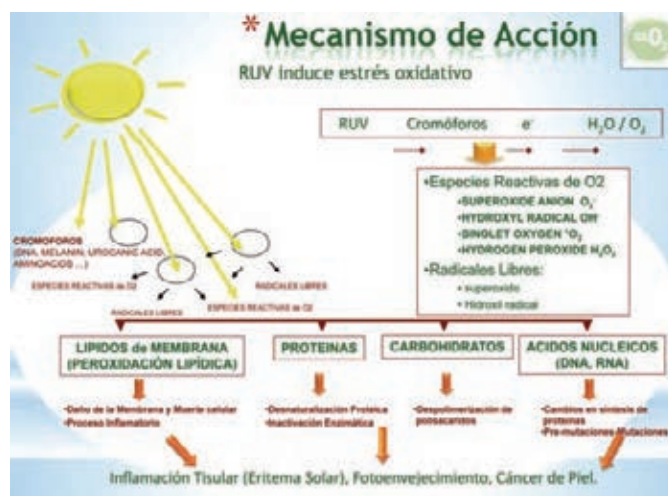 * Mecanismo de Acción
RUV Induce estrés oxidativo
RUV Cromóforos e⁻ H₂O / O₂
•Especies Reactivas de O2
•SUPEROXIDE ANION O₂⁻
•HYDROXYL RADICAL OH
•SINGLET OXYGEN ¹O₂
•HYDROGEN PEROXIDE H₂O₂
•Radicales Libres:
• superoxido
• Hidroxil radical
CROMOFOROS
(DNA, MELANIN, UROCANIC ACID,
AMINOACIOS ...)
ESPECIES REACTIVAS de O2
RADICALES LIBRES
RADICALES LIBRES
ESPECIES REACTIVAS de O2
LIPIDOS de MEMBRANA
(PEROXIDACIÓN LIPÍDICA)
PROTEINAS
CARBOHIDRATOS
ACIDOS NUCLEICOS
(DNA, RNA)
•Daño de la Membrana y Muerte celular
•Proceso Inflamatorio
•Desnaturalización Proteica
•Inactivación Enzimática
•Despolimerización de
•Cambios en síntesis de
proteinas
•Pre-mutaciones Mutaciones
Inflamación Tisular (Eritema Solar), Fotoenvejecimiento, Cáncer de Piel.